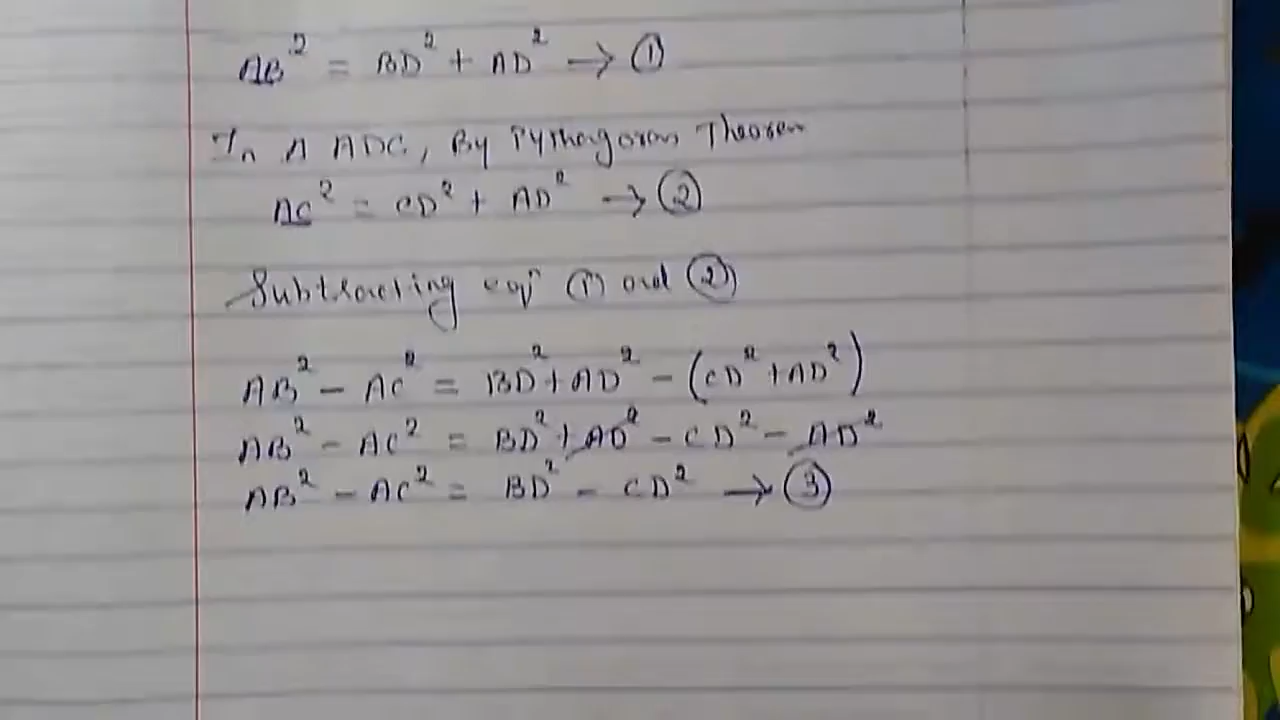 AB² = BD² + AD² → ①
In Δ ADC, By Pythagoras Theorem
AC² = CD² + AD² → ②
Subtracting eqⁿ ① and ②
AB² - AC² = BD² + AD² - (CD² + AD²)
AB² - AC² = BD² + AD² - CD² - AD²
AB² - AC² = BD² - CD² → ③